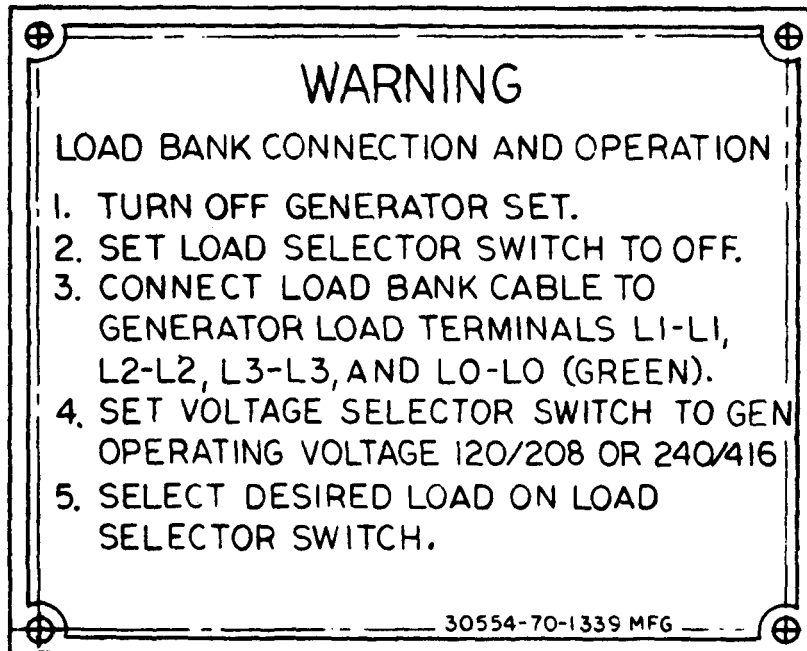 WARNING
LOAD BANK CONNECTION AND OPERATION
1. TURN OFF GENERATOR SET.
2. SET LOAD SELECTOR SWITCH TO OFF.
3. CONNECT LOAD BANK CABLE TO
GENERATOR LOAD TERMINALS L1-L1,
L2-L2, L3-L3, AND LO-LO (GREEN).
4. SET VOLTAGE SELECTOR SWITCH TO GEN
OPERATING VOLTAGE 120/208 OR 240/416
5. SELECT DESIRED LOAD ON LOAD
SELECTOR SWITCH.
30554-70-1339 MFG